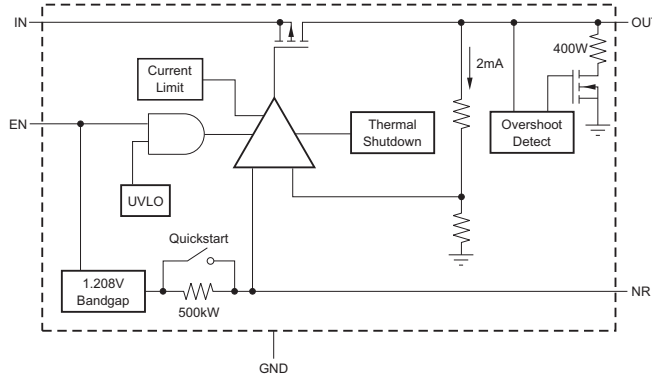 IN
OUT
400W
2mA
Current
Limit
EN
Thermal
Shutdown
Overshoot
Detect
UVLO
Quickstart
1.208V
Bandgap
500kW
NR
GND